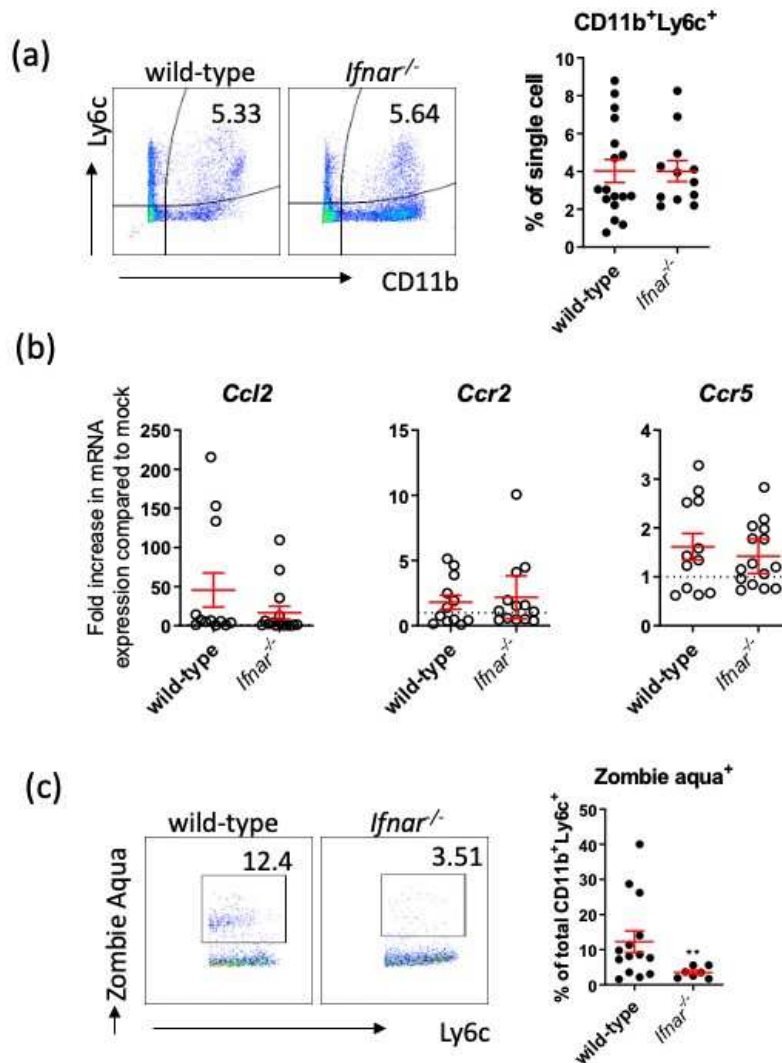 (a)
wild-type
Ifnar-/-
Ly6c
5.33
5.64
CD11b
CD11b+Ly6c+
% of single cell
10
8
6
4
2
0
wild-type
Ifnar-/-
(b)
Fold increase in mRNA
expression compared to mock
Ccl2
250
200
150
100
50
0
wild-type
Ifnar-/-
Ccr2
15
10
5
0
wild-type
Ifnar-/-
Ccr5
4
3
2
1
0
wild-type
Ifnar-/-
(c)
wild-type
Ifnar-/-
Zombie Aqua
12.4
3.51
Ly6c
Zombie aqua+
% of total CD11b+Ly6c+
50
40
30
20
10
0
**
wild-type
Ifnar-/-